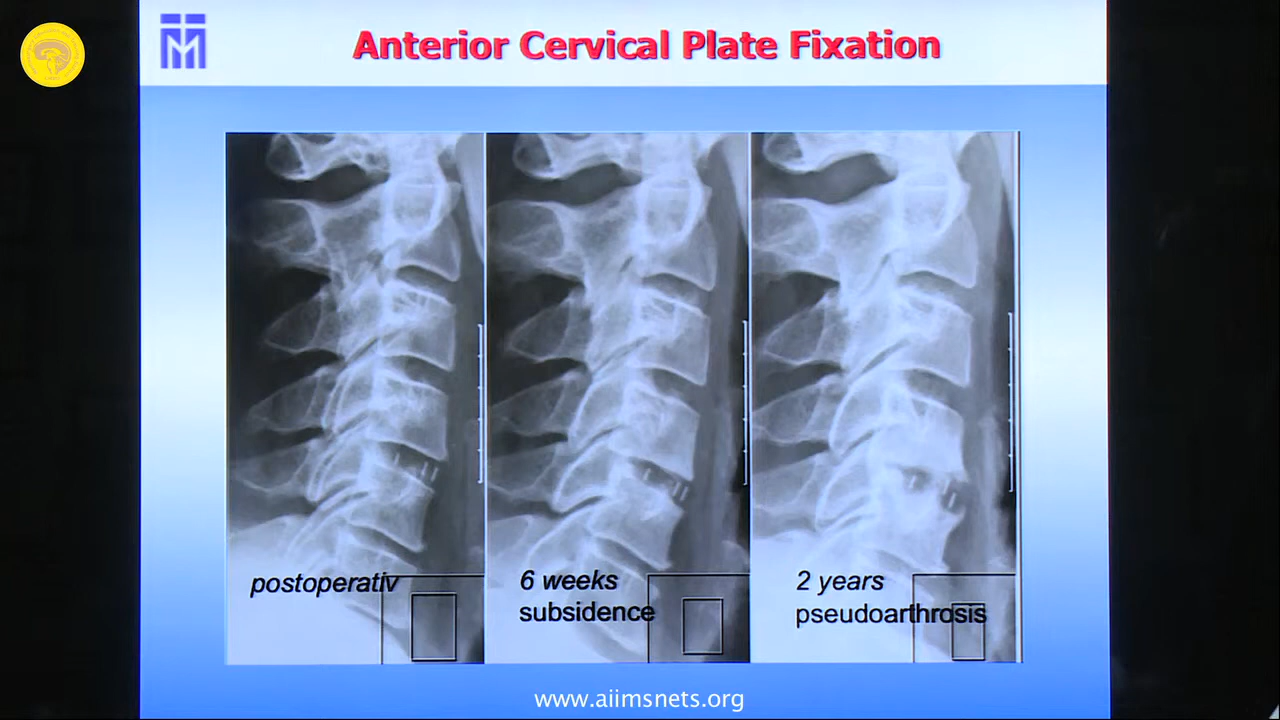 Anterior Cervical Plate Fixation
postoperativ
6 weeks
subsidence
2 years
pseudoarthrosis
www.aiimsnets.org